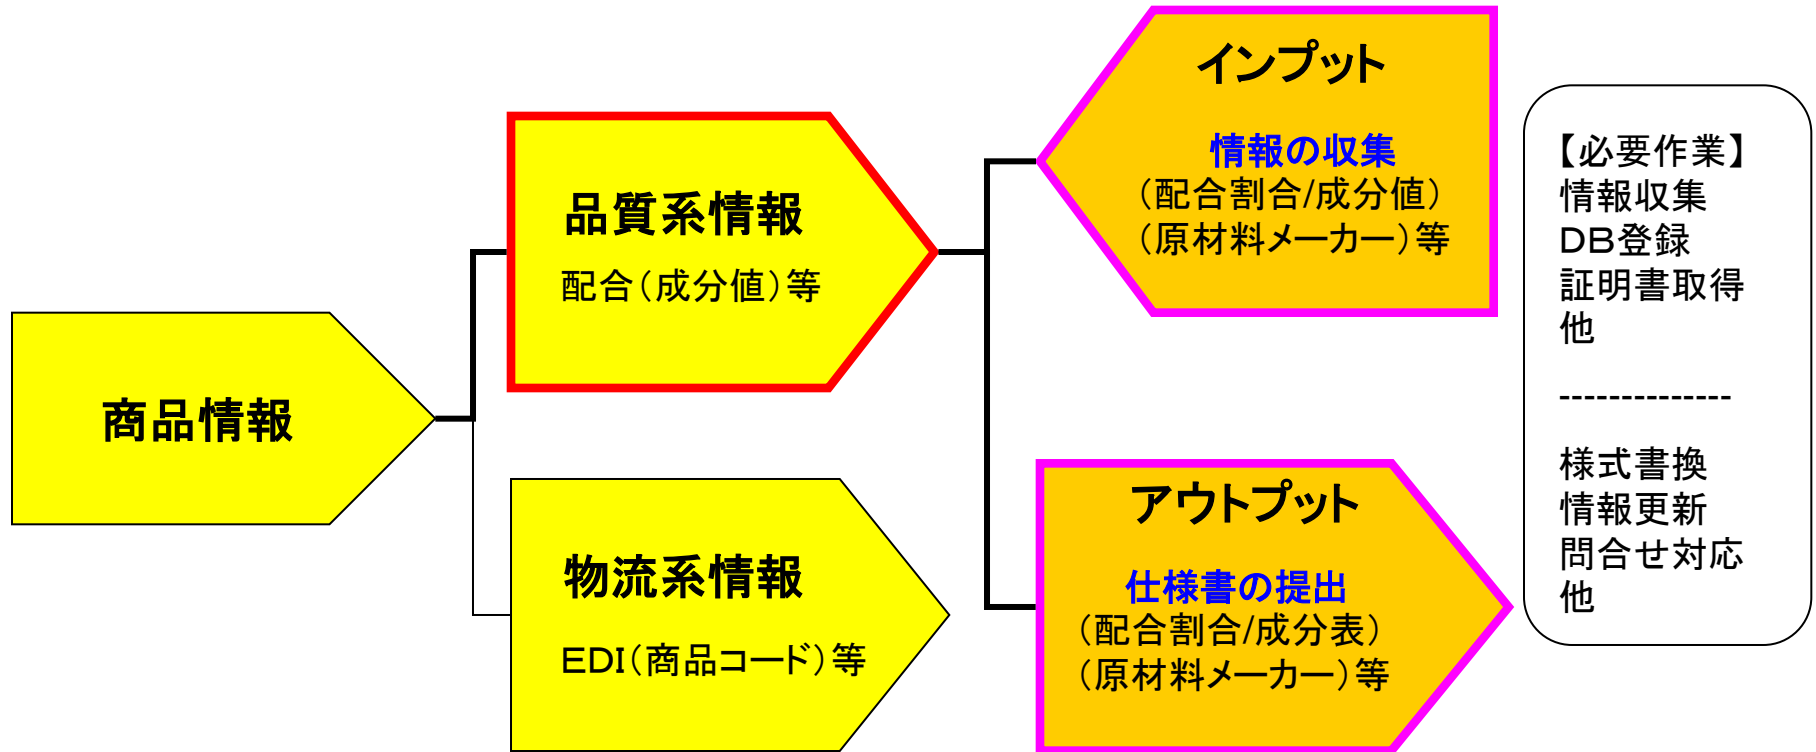 商品情報
品質系情報
配合(成分値)等
物流系情報
EDI(商品コード)等
インプット
情報の収集
(配合割合/成分値)
(原材料メーカー)等
アウトプット
仕様書の提出
(配合割合/成分表)
(原材料メーカー)等
【必要作業】
情報収集
DB登録
証明書取得
他
--------------
様式書換
情報更新
問合せ対応
他